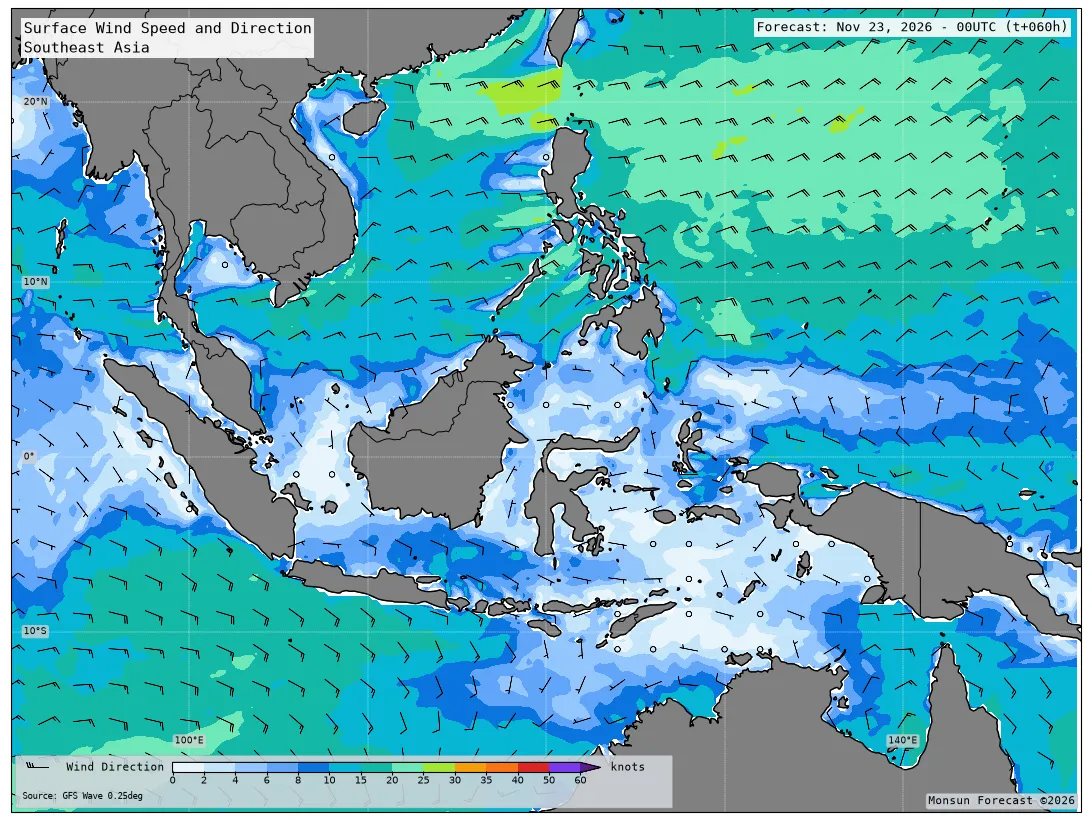 Surface Wind Speed and Direction
Southeast Asia
Forecast: Nov 23, 2026 - 00UTC (t+060h)
20°N
10°N
0°
10°S
100°E
140°E
Wind Direction
0 2 4 6 8 10 15 20 25 30 35 40 50 60
knots
Source: GFS Wave 0.25deg
Monsun Forecast ©2026